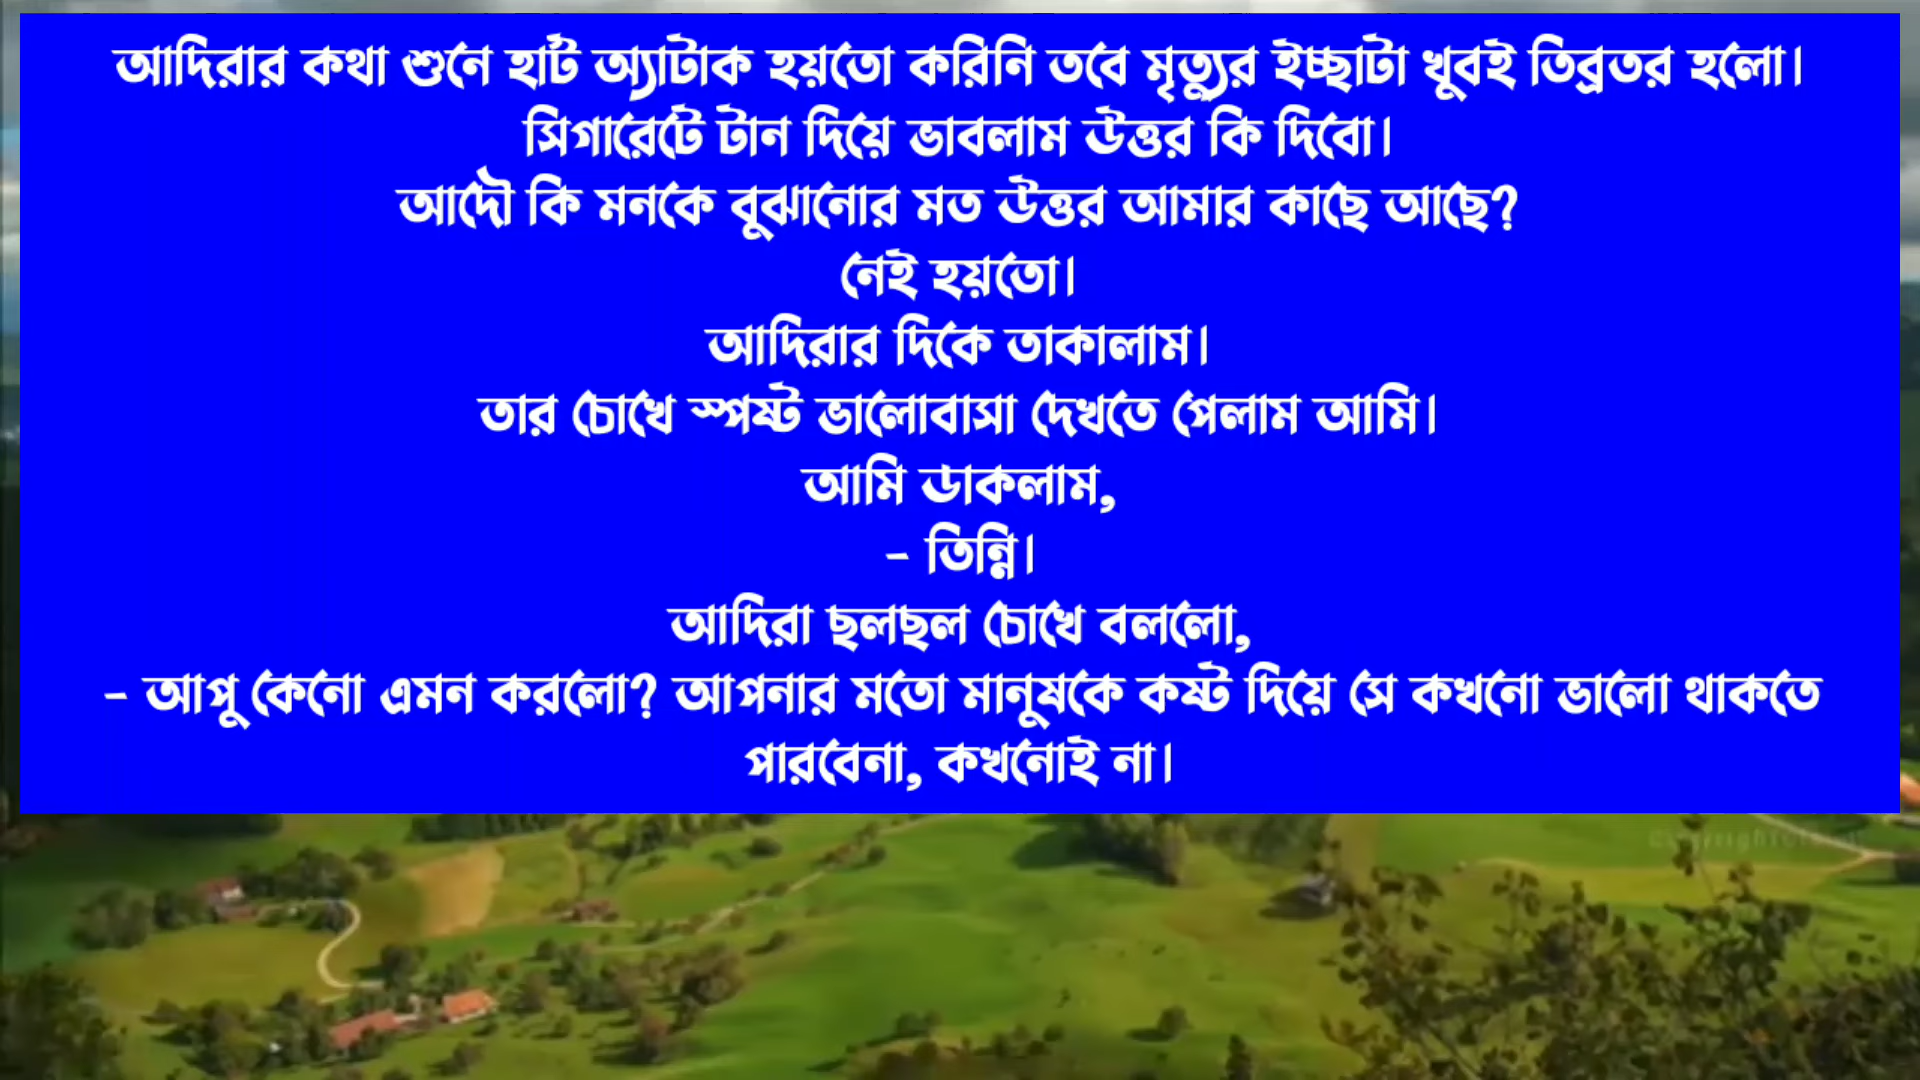 আদিরার কথা শুনে হার্ট অ্যাটাক হয়তো করিনি তবে মৃত্যুর ইচ্ছাটা খুবই তিব্রতর হলো।
সিগারেটে টান দিয়ে ভাবলাম উত্তর কি দিবো।
আদৌ কি মনকে বুঝানোর মত উত্তর আমার কাছে আছে?
নেই হয়তো।
আদিরার দিকে তাকালাম।
তার চোখে স্পষ্ট ভালোবাসা দেখতে পেলাম আমি।
আমি ডাকলাম,
- তিন্নি।
আদিরা ছলছল চোখে বললো,
- আপু কেনো এমন করলো? আপনার মতো মানুষকে কষ্ট দিয়ে সে কখনো ভালো থাকতে
পারবেনা, কখনোই না।